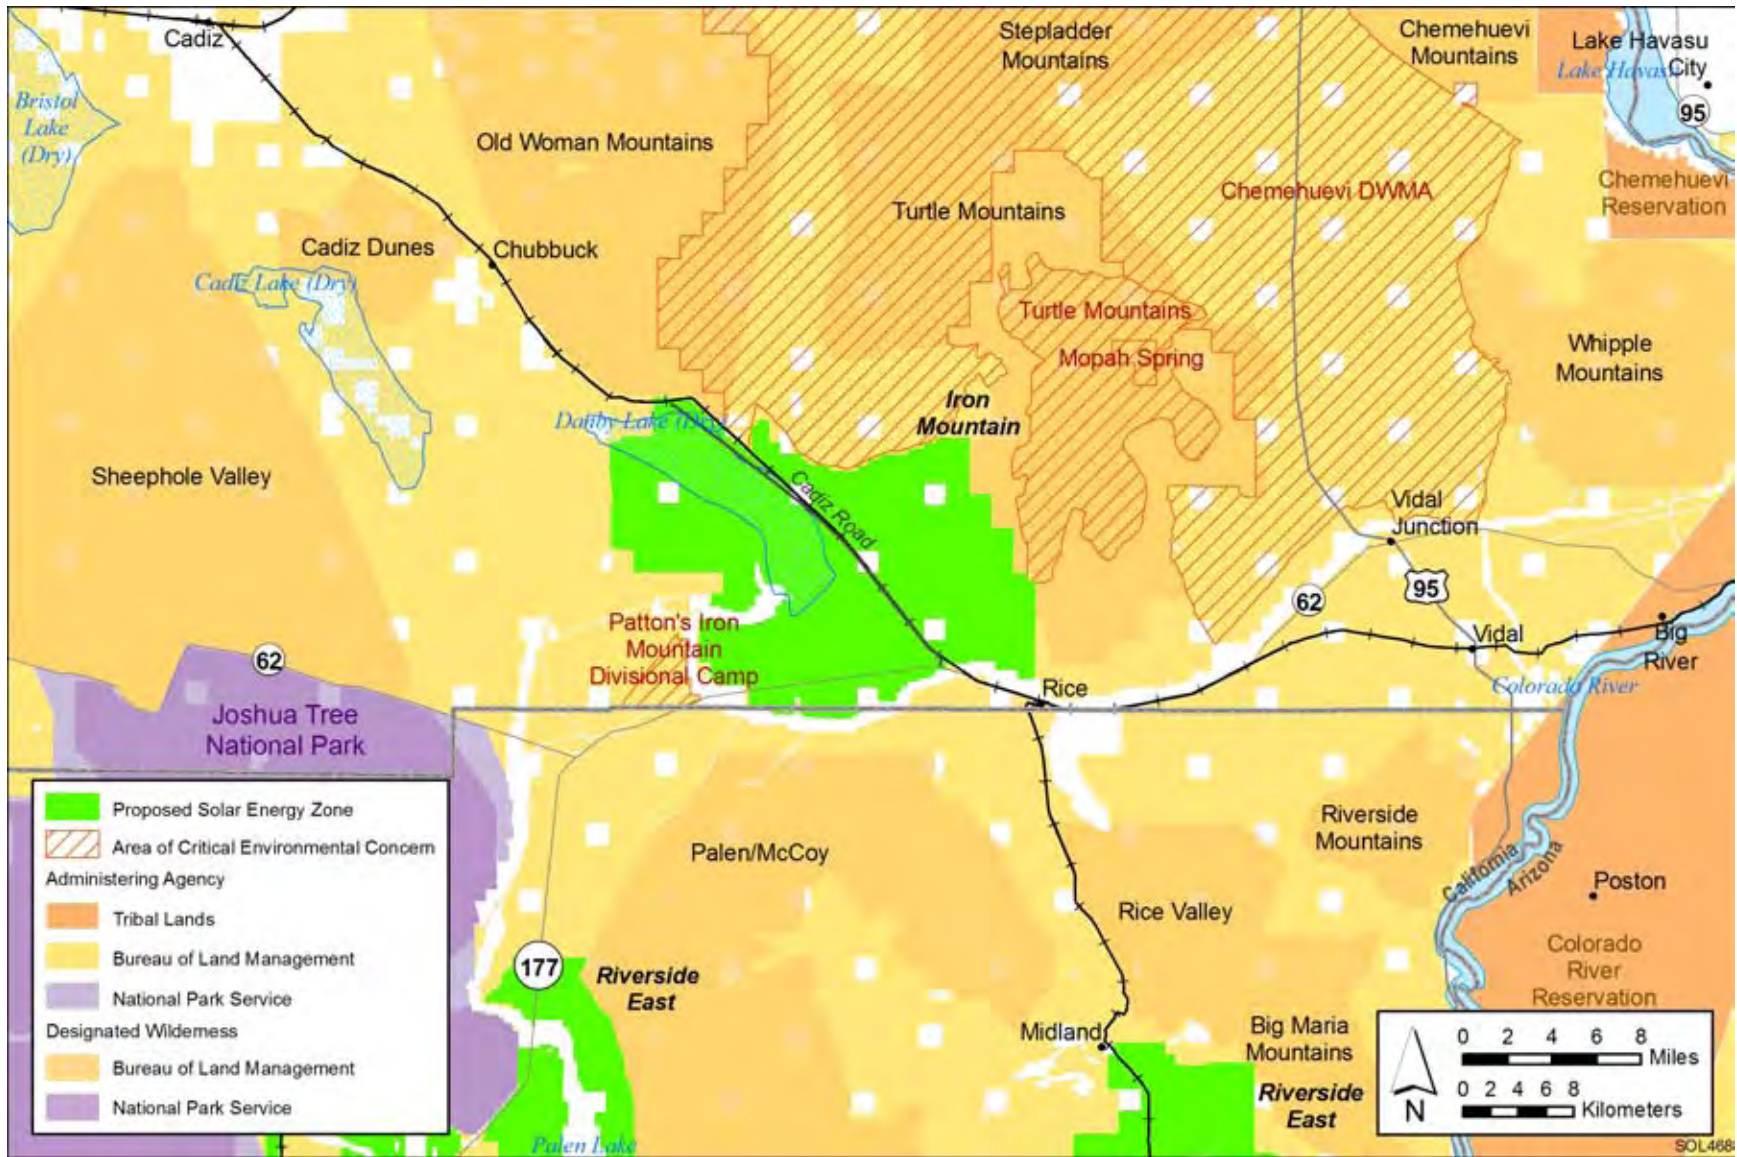 Cadiz
Stepladder
Mountains
Chemehuevi
Mountains
Lake Havasu
City
Lake Havasu
95
Bristol
Lake
(Dry)
Old Woman Mountains
Chemehuevi DWMA
Chemehuevi
Reservation
Turtle Mountains
Cadiz Dunes
Chubbuck
Cadiz Lake (Dry)
Turtle Mountains
Mopah Spring
Whipple
Mountains
Iron
Mountain
Danby Lake (Dry)
Sheephole Valley
Cadiz Road
Vidal
Junction
95
62
Patton's Iron
Mountain
Divisional Camp
Vidal
Big
River
62
Rice
Colorado River
Joshua Tree
National Park
Riverside
Mountains
Palen/McCoy
California
Arizona
Poston
Rice Valley
Colorado
River
Reservation
177
Riverside
East
Midland
Big Maria
Mountains
Riverside
East
Palen Lake
Proposed Solar Energy Zone
Area of Critical Environmental Concern
Administering Agency
Tribal Lands
Bureau of Land Management
National Park Service
Designated Wilderness
Bureau of Land Management
National Park Service
N
0 2 4 6 8
Miles
0 2 4 6 8
Kilometers